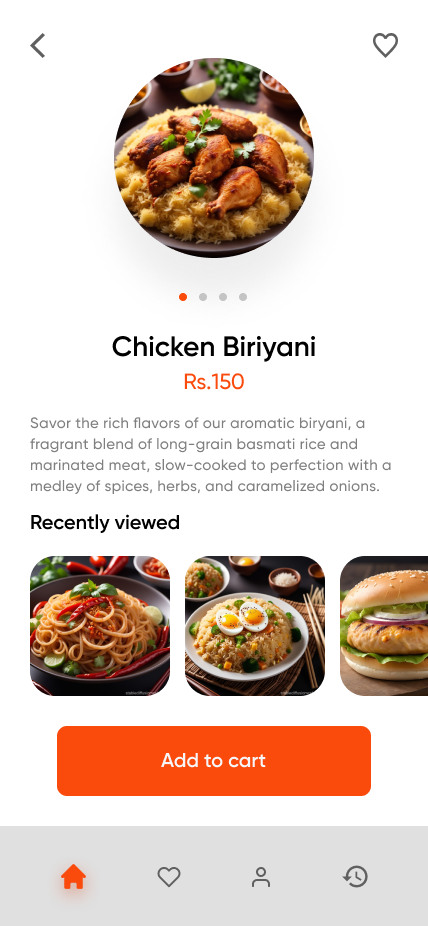 Chicken Biriyani
Rs.150
Savor the rich flavors of our aromatic biryani, a
fragrant blend of long-grain basmati rice and
marinated meat, slow-cooked to perfection with a
medley of spices, herbs, and caramelized onions.
Recently viewed
Add to cart